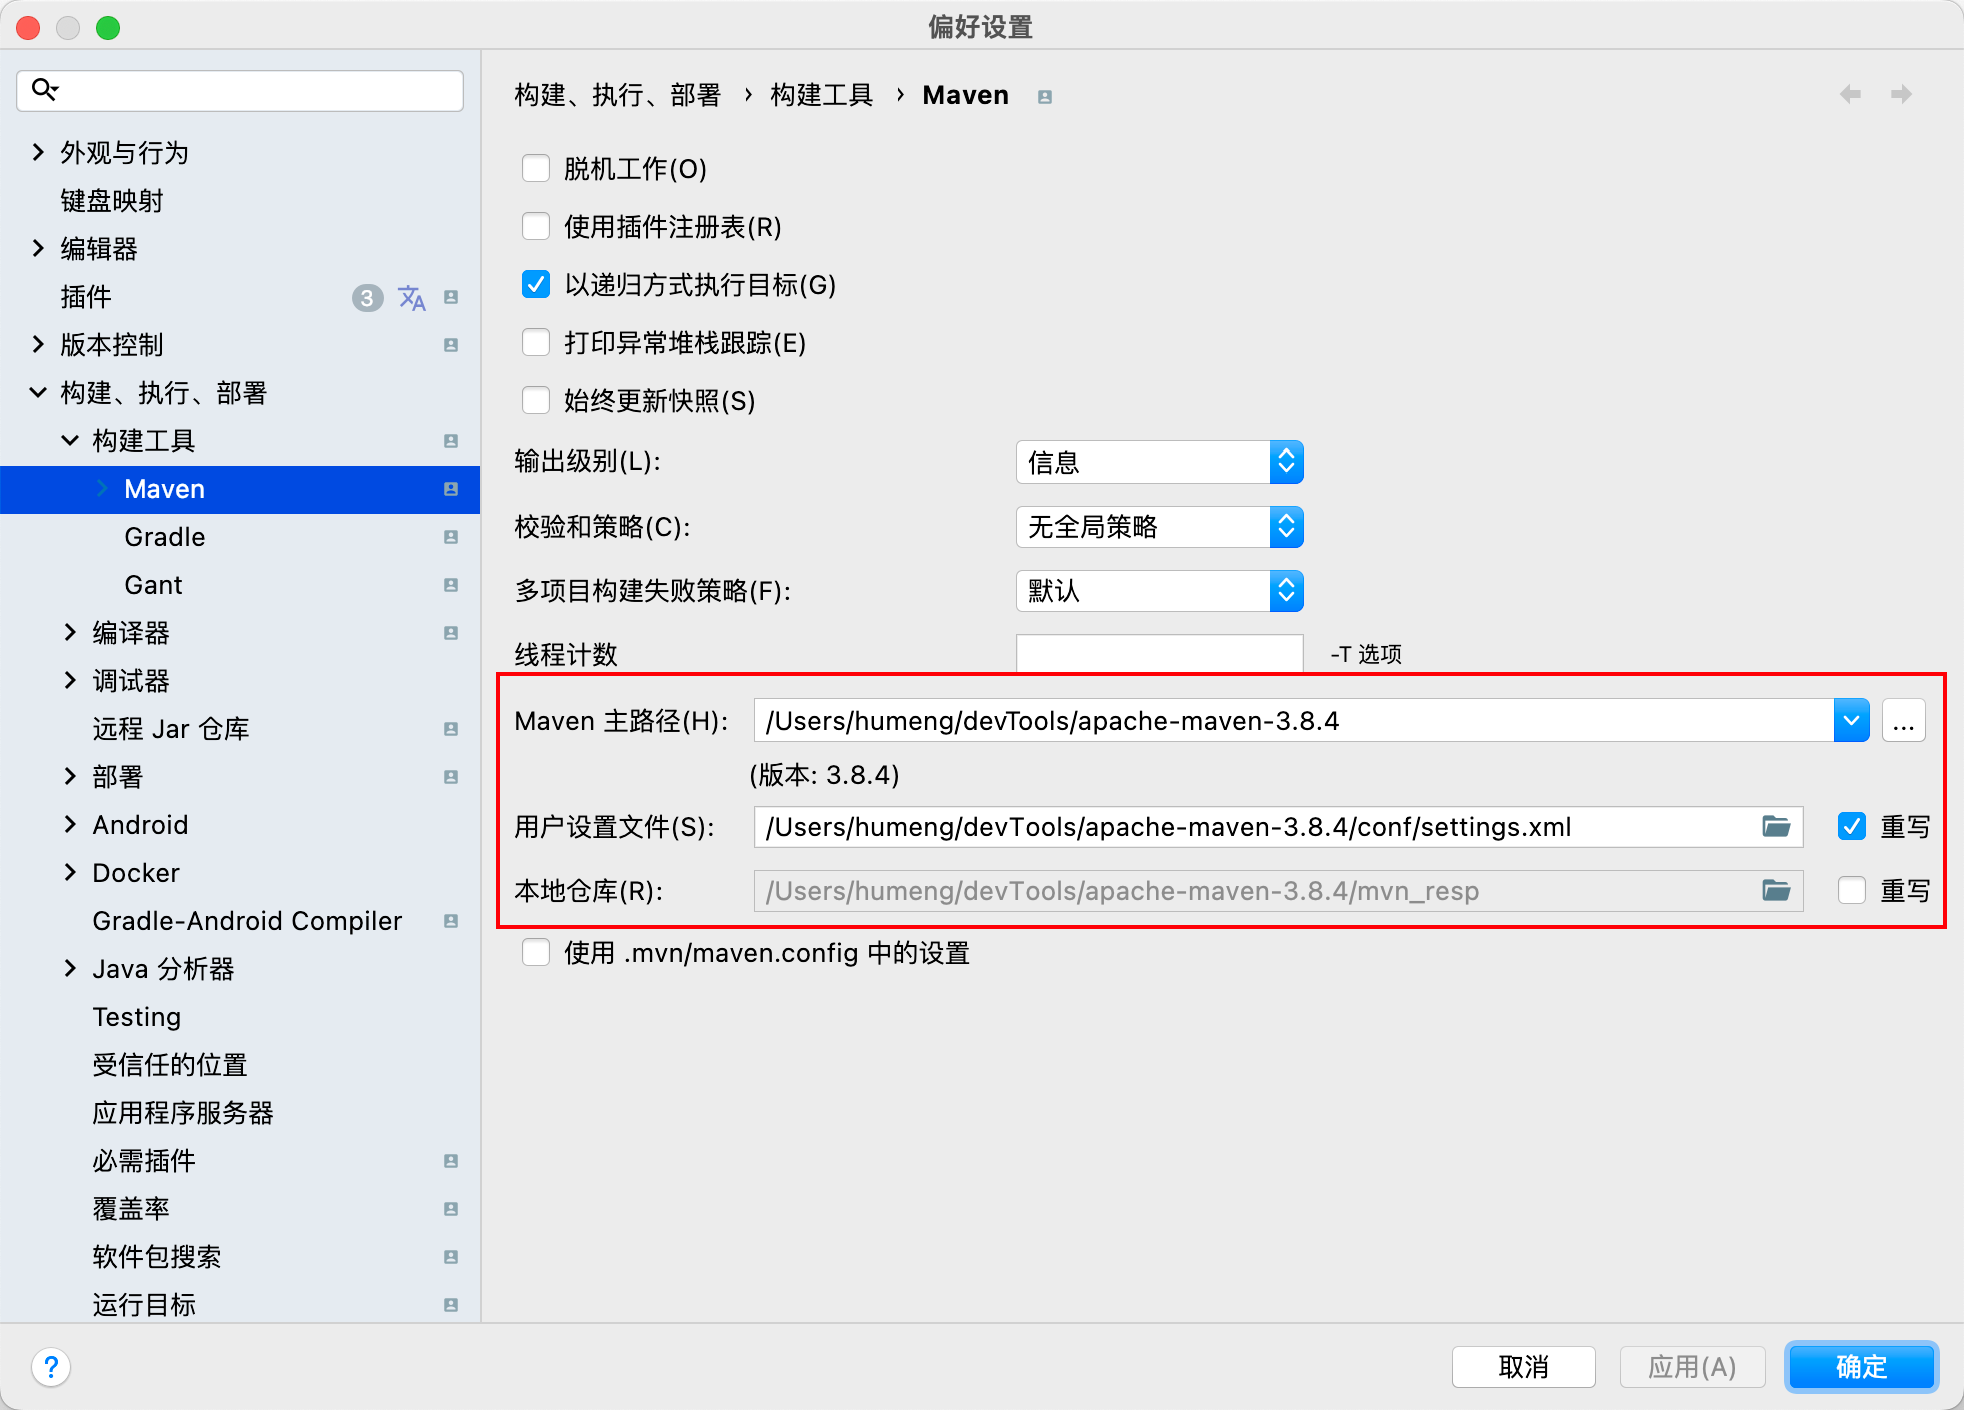 偏好设置
外观与行为
键盘映射
编辑器
插件 3
版本控制
构建、执行、部署
构建工具
Maven
Gradle
Gant
编译器
调试器
远程 Jar 仓库
部署
Android
Docker
Gradle-Android Compiler
Java 分析器
Testing
受信任的位置
应用程序服务器
必需插件
覆盖率
软件包搜索
运行目标
构建、执行、部署 › 构建工具 › Maven
脱机工作(O)
使用插件注册表(R)
以递归方式执行目标(G)
打印异常堆栈跟踪(E)
始终更新快照(S)
输出级别(L): 信息
校验和策略(C): 无全局策略
多项目构建失败策略(F): 默认
线程计数 -T 选项
Maven 主路径(H): /Users/humeng/devTools/apache-maven-3.8.4 ...
(版本: 3.8.4)
用户设置文件(S): /Users/humeng/devTools/apache-maven-3.8.4/conf/settings.xml 重写
本地仓库(R): /Users/humeng/devTools/apache-maven-3.8.4/mvn_resp 重写
使用 .mvn/maven.config 中的设置
? 取消 应用(A) 确定